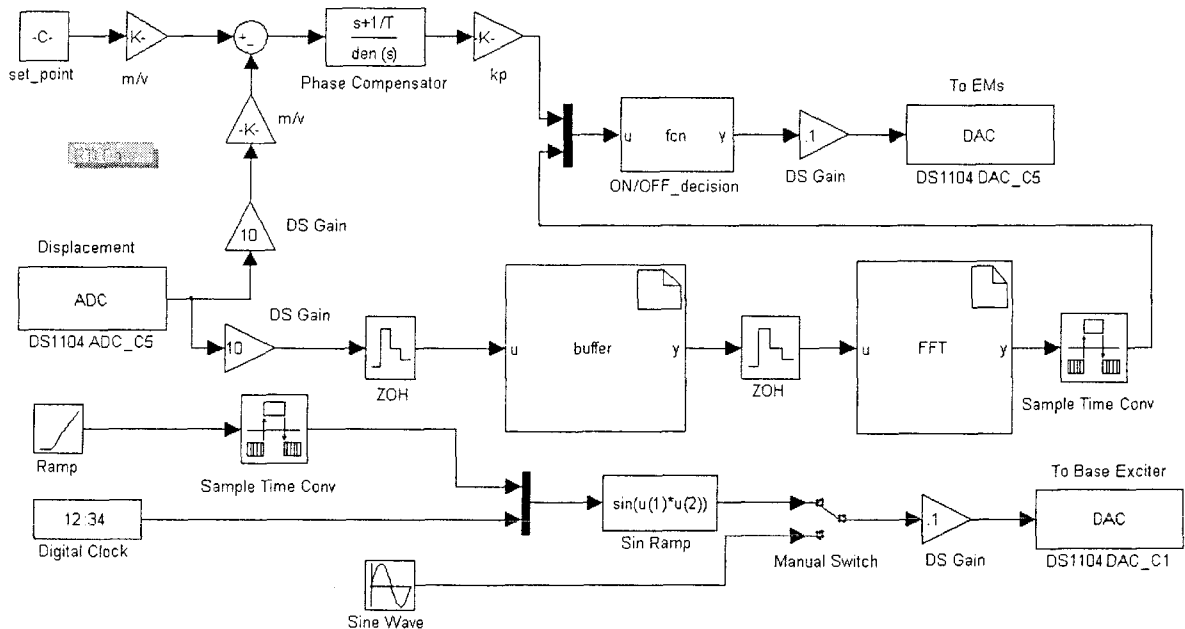 -C-
set_point
-K-
m/v
+
-
s+1/T
den (s)
Phase Compensator
-K-
kp
-K-
m/v
10
DS Gain
u
fcn
y
ON/OFF_decision
.1
DS Gain
To EMs
DAC
DS1104 DAC_C5
Displacement
ADC
DS1104 ADC_C5
10
DS Gain
ZOH
u
buffer
y
ZOH
u
FFT
y
Sample Time Conv
Ramp
Sample Time Conv
12:34
Digital Clock
sin(u(1)*u(2))
Sin Ramp
Sine Wave
Manual Switch
.1
DS Gain
To Base Exciter
DAC
DS1104 DAC_C1